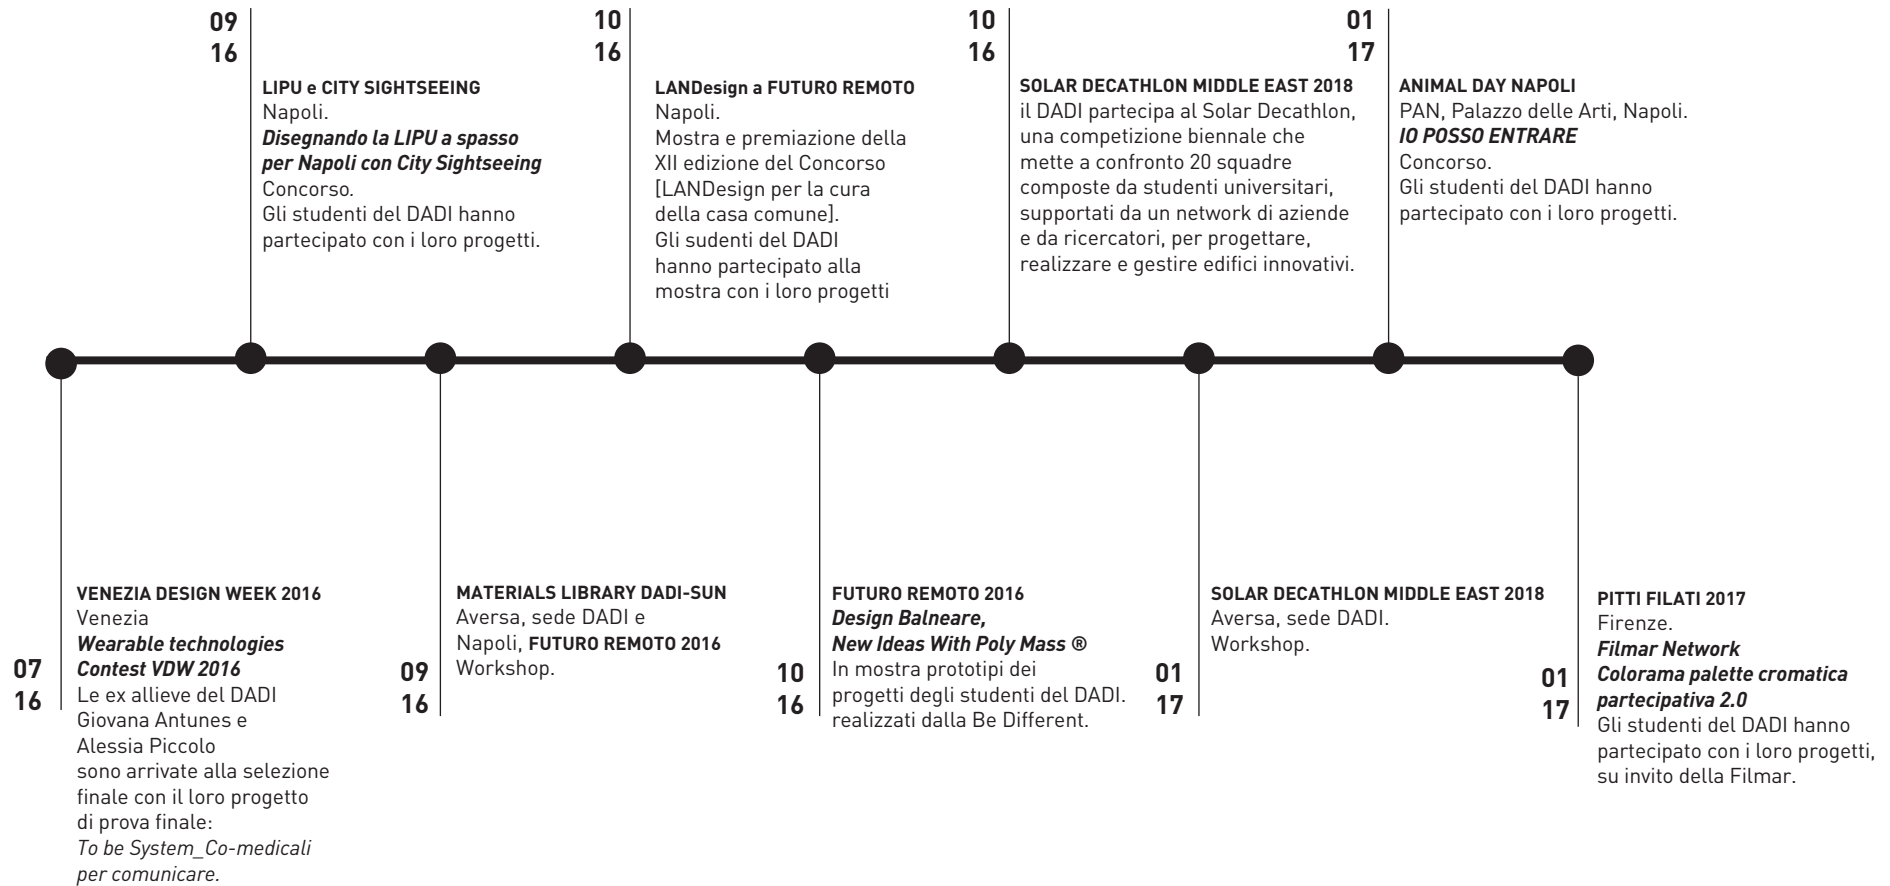 09
16
LIPU e CITY SIGHTSEEING
Napoli.
Disegnando la LIPU a spasso
per Napoli con City Sightseeing
Concorso.
Gli studenti del DADI hanno
partecipato con i loro progetti.
10
16
LANDesign a FUTURO REMOTO
Napoli.
Mostra e premiazione della
XII edizione del Concorso
[LANDesign per la cura
della casa comune].
Gli sudenti del DADI
hanno partecipato alla
mostra con i loro progetti
10
16
SOLAR DECATHLON MIDDLE EAST 2018
il DADI partecipa al Solar Decathlon,
una competizione biennale che
mette a confronto 20 squadre
composte da studenti universitari,
supportati da un network di aziende
e da ricercatori, per progettare,
realizzare e gestire edifici innovativi.
01
17
ANIMAL DAY NAPOLI
PAN, Palazzo delle Arti, Napoli.
IO POSSO ENTRARE
Concorso.
Gli studenti del DADI hanno
partecipato con i loro progetti.
07
16
VENEZIA DESIGN WEEK 2016
Venezia
Wearable technologies
Contest VDW 2016
Le ex allieve del DADI
Giovana Antunes e
Alessia Piccolo
sono arrivate alla selezione
finale con il loro progetto
di prova finale:
To be System_Co-medicali
per comunicare.
09
16
MATERIALS LIBRARY DADI-SUN
Aversa, sede DADI e
Napoli, FUTURO REMOTO 2016
Workshop.
10
16
FUTURO REMOTO 2016
Design Balneare,
New Ideas With Poly Mass ®
In mostra prototipi dei
progetti degli studenti del DADI.
realizzati dalla Be Different.
01
17
SOLAR DECATHLON MIDDLE EAST 2018
Aversa, sede DADI.
Workshop.
01
17
PITTI FILATI 2017
Firenze.
Filmar Network
Colorama palette cromatica
partecipativa 2.0
Gli studenti del DADI hanno
partecipato con i loro progetti,
su invito della Filmar.